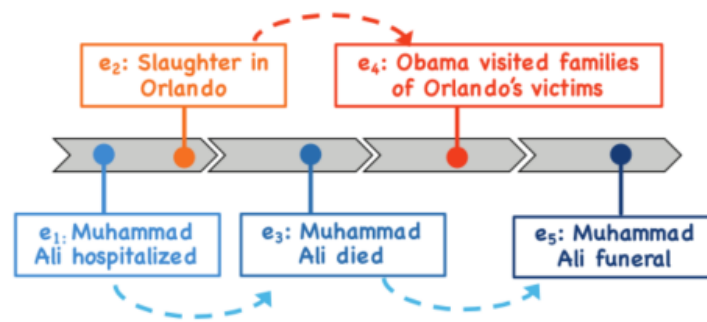 e₂: Slaughter in
Orlando
e₄: Obama visited families
of Orlando's victims
e₁: Muhammad
Ali hospitalized
e₃: Muhammad
Ali died
e₅: Muhammad
Ali funeral